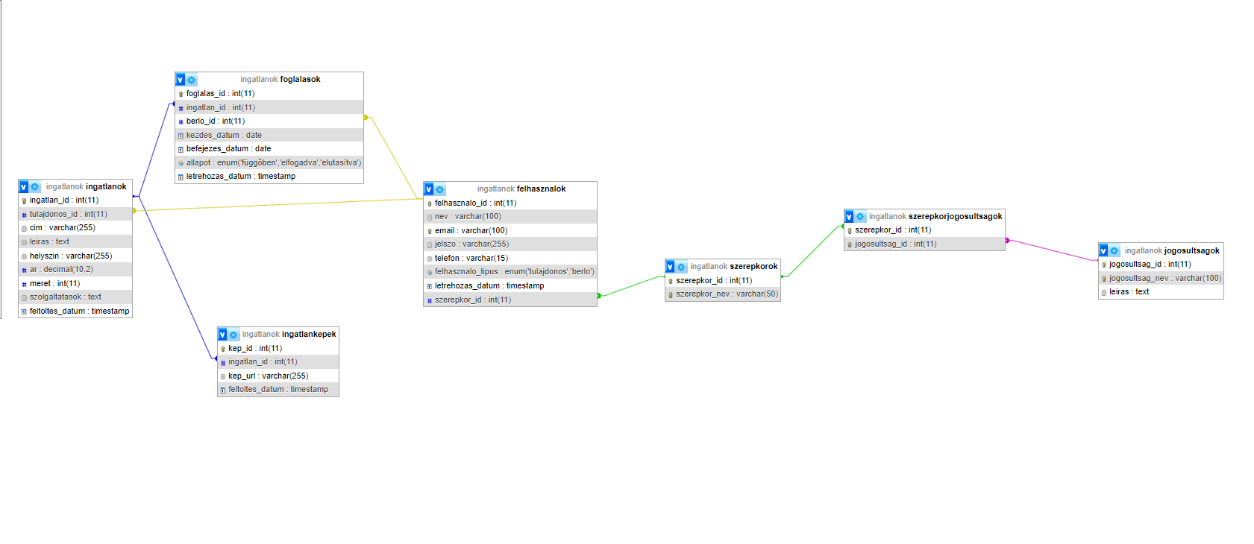 ingatlanok foglalasok
foglalas_id : int(11)
ingatlan_id : int(11)
berlo_id : int(11)
kezdes_datum : date
befejezes_datum : date
allapot : enum('függőben','elfogadva','elutasítva')
letrehozas_datum : timestamp
ingatlanok ingatlanok
ingatlan_id : int(11)
tulajdonos_id : int(11)
cim : varchar(255)
leiras : text
helyszin : varchar(255)
ar : decimal(10,2)
meret : int(11)
szolgaltatasok : text
feltoltes_datum : timestamp
ingatlanok ingatlankepek
kep_id : int(11)
ingatlan_id : int(11)
kep_url : varchar(255)
feltoltes_datum : timestamp
ingatlanok felhasznalok
felhasznalo_id : int(11)
nev : varchar(100)
email : varchar(100)
jelszo : varchar(255)
telefon : varchar(15)
felhasznalo_tipus : enum('tulajdonos','berlo')
letrehozas_datum : timestamp
szerepkor_id : int(11)
ingatlanok szerepkorok
szerepkor_id : int(11)
szerepkor_nev : varchar(50)
ingatlanok szerepkorjogosultsagok
szerepkor_id : int(11)
jogosultsag_id : int(11)
ingatlanok jogosultsagok
jogosultsag_id : int(11)
jogosultsag_nev : varchar(100)
leiras : text